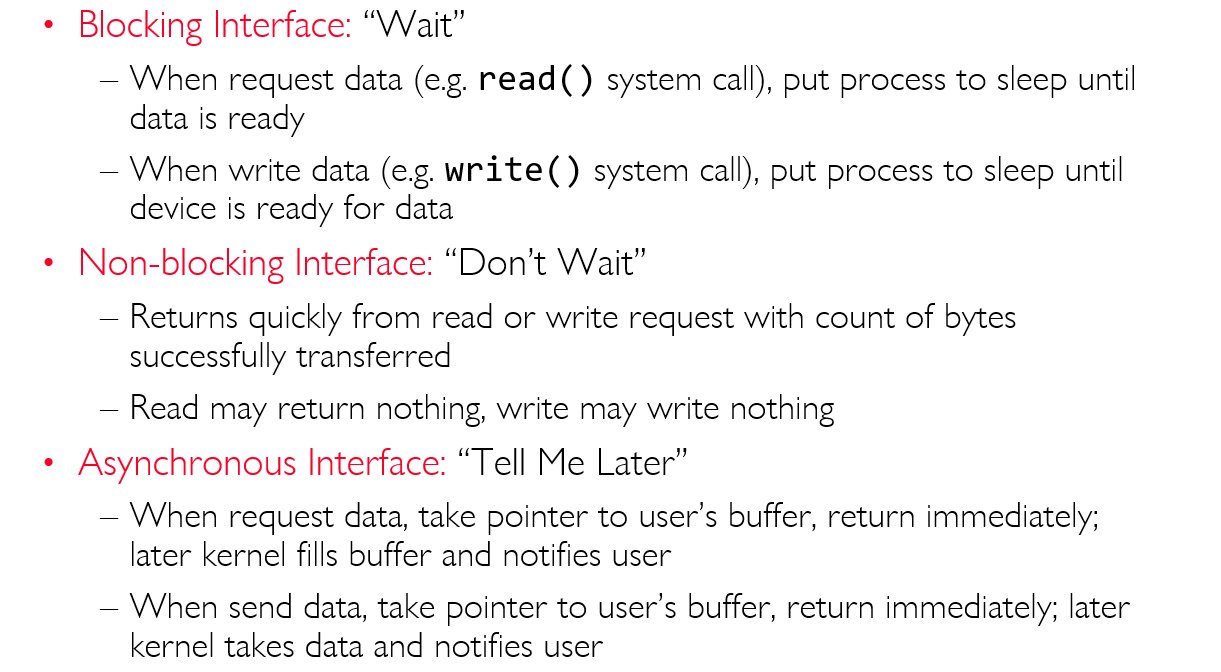 • Blocking Interface: “Wait”
– When request data (e.g. read() system call), put process to sleep until
data is ready
– When write data (e.g. write() system call), put process to sleep until
device is ready for data
• Non-blocking Interface: “Don’t Wait”
– Returns quickly from read or write request with count of bytes
successfully transferred
– Read may return nothing, write may write nothing
• Asynchronous Interface: “Tell Me Later”
– When request data, take pointer to user’s buffer, return immediately;
later kernel fills buffer and notifies user
– When send data, take pointer to user’s buffer, return immediately; later
kernel takes data and notifies user